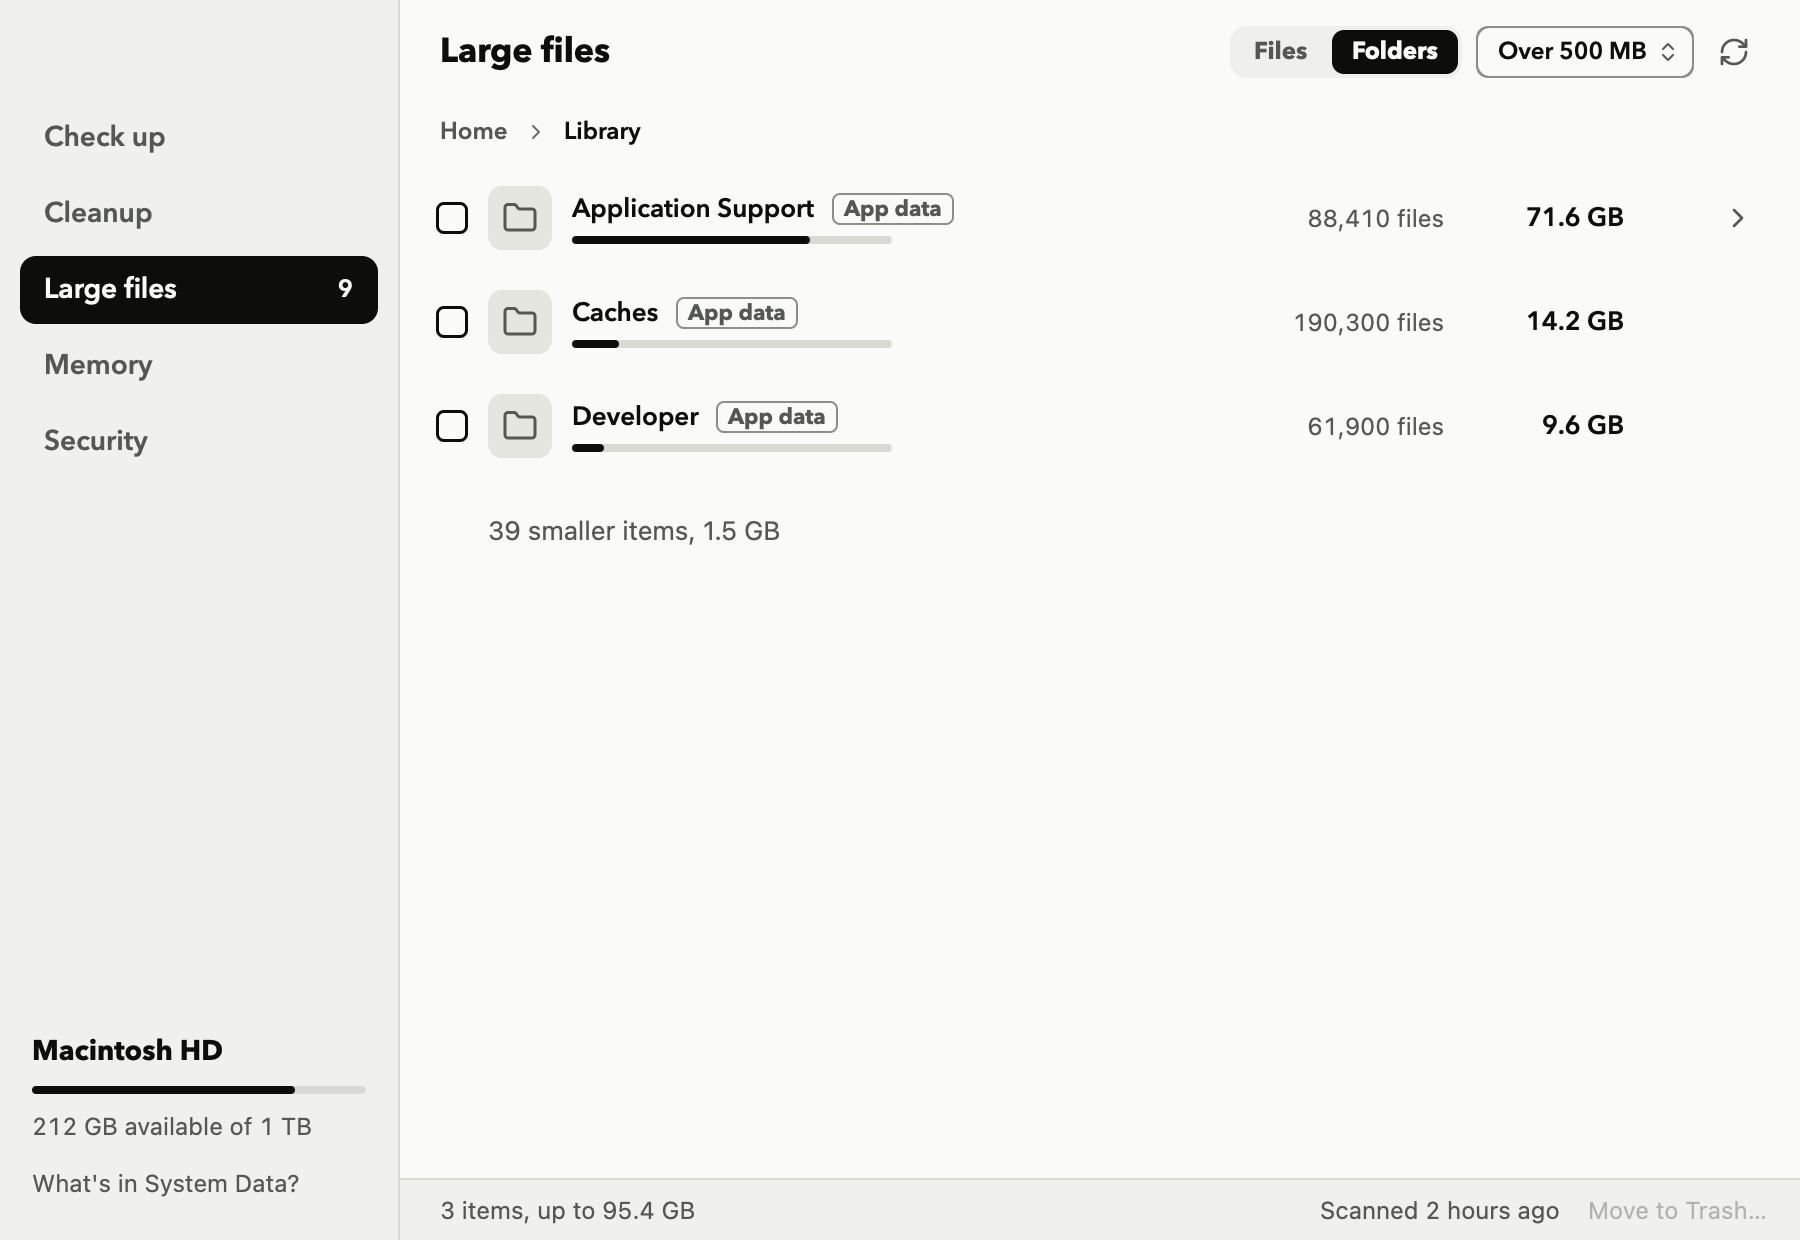 Large files
Files
Folders
Over 500 MB
Check up
Cleanup
Large files 9
Memory
Security
Home > Library
Application Support App data 88,410 files 71.6 GB
Caches App data 190,300 files 14.2 GB
Developer App data 61,900 files 9.6 GB
39 smaller items, 1.5 GB
Macintosh HD
212 GB available of 1 TB
What's in System Data?
3 items, up to 95.4 GB
Scanned 2 hours ago
Move to Trash...